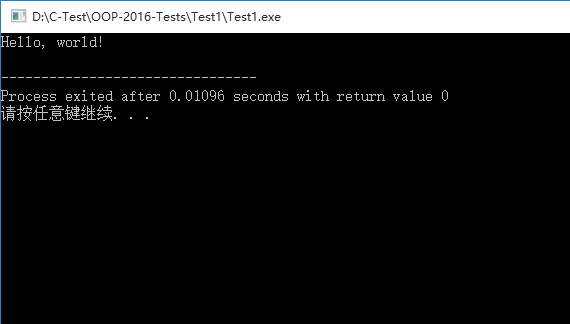 D:\C-Test\OOP-2016-Tests\Test1\Test1.exe
Hello, world!
--------------------------------
Process exited after 0.01096 seconds with return value 0
请按任意键继续. . .